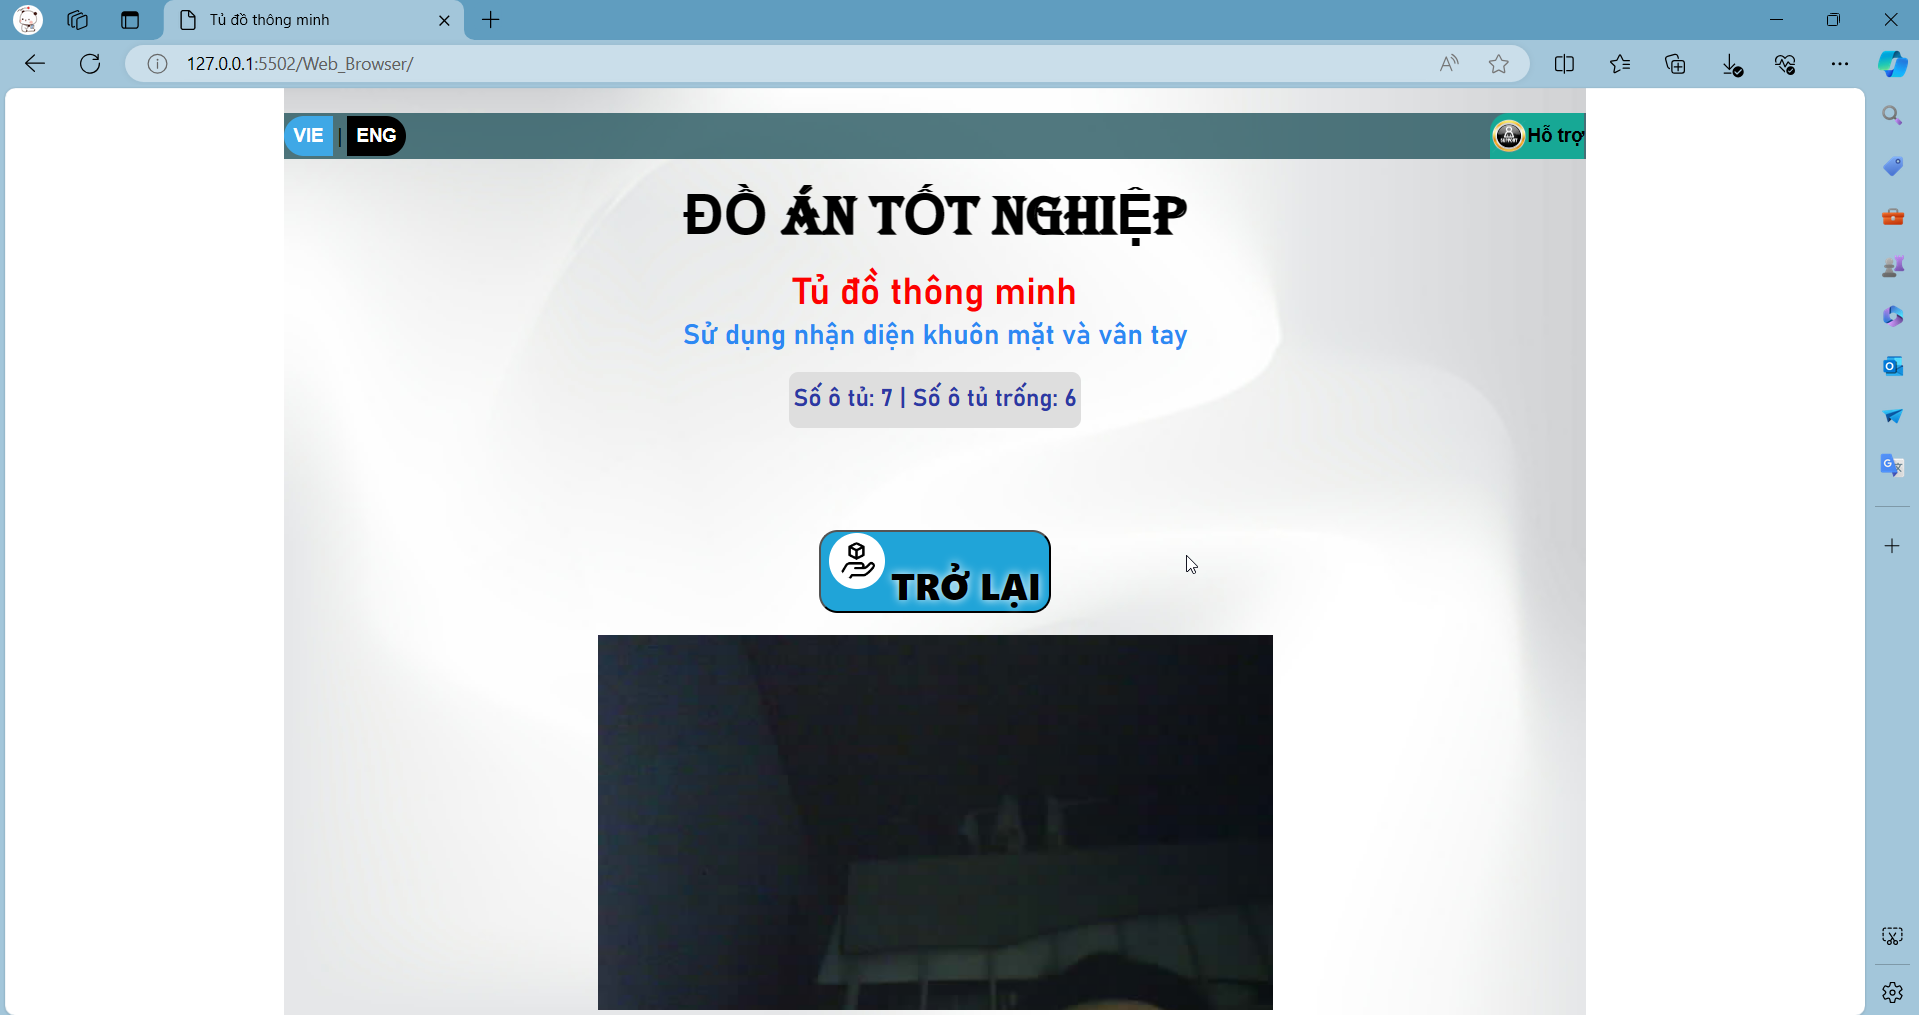 Tủ đồ thông minh
127.0.0.1:5502/Web_Browser/
VIE | ENG
Hỗ trợ
ĐỒ ÁN TỐT NGHIỆP
Tủ đồ thông minh
Sử dụng nhận diện khuôn mặt và vân tay
Số ô tủ: 7 | Số ô tủ trống: 6
TRỞ LẠI